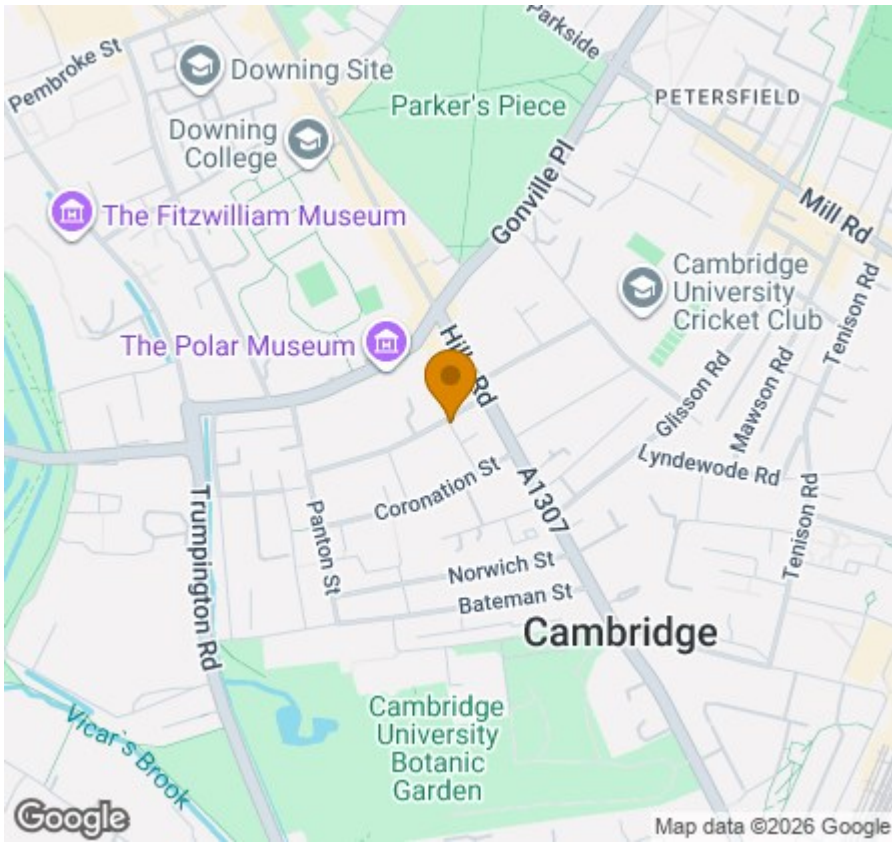 Pembroke St
Parkside
Downing Site
PETERSFIELD
Parker's Piece
Downing
College
Gonville Pl
Mill Rd
The Fitzwilliam Museum
Cambridge
University
Cricket Club
Tenison Rd
The Polar Museum
Hills Rd
Glisson Rd
Mawson Rd
Lyndewode Rd
Coronation St
A1307
Trumpington Rd
Panton St
Tenison Rd
Norwich St
Bateman St
Cambridge
Cambridge
University
Botanic
Garden
Vicar's Brook
Google
Map data ©2026 Google